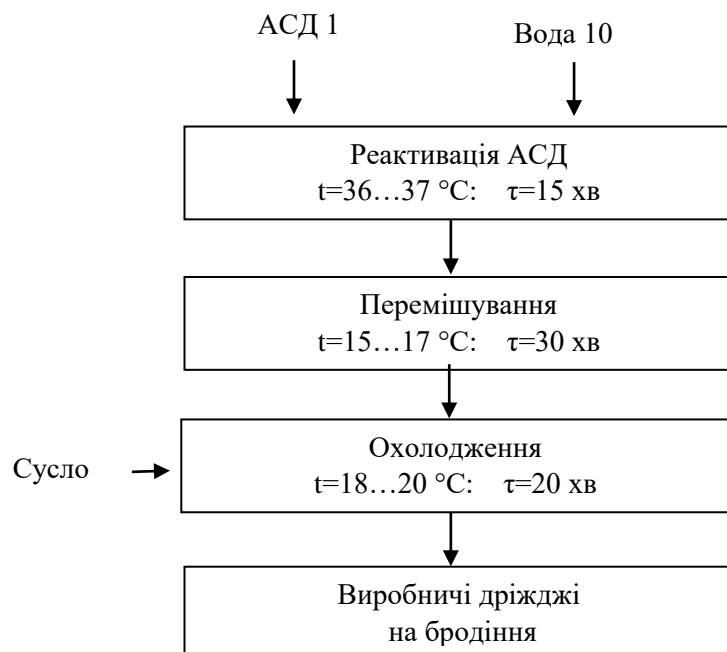 АСД 1
Вода 10
Реактивація АСД
t=36…37 °C: τ=15 хв
Перемішування
t=15…17 °C: τ=30 хв
Сусло
Охолодження
t=18…20 °C: τ=20 хв
Виробничі дріжджі
на бродіння